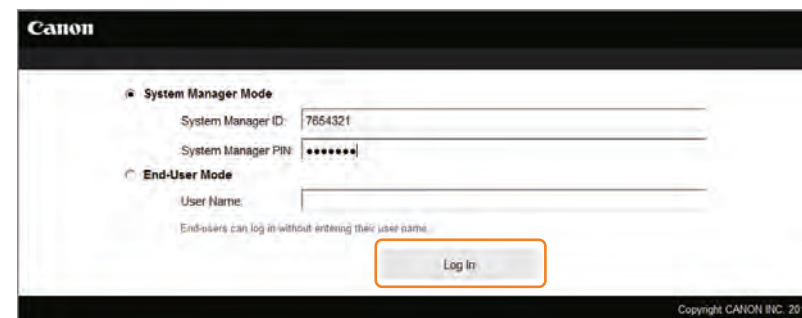 Canon
System Manager Mode
System Manager ID: 7654321
System Manager PIN: •••••••
End-User Mode
User Name:
End-users can log in without entering their user name.
Log In
Copyright CANON INC. 20